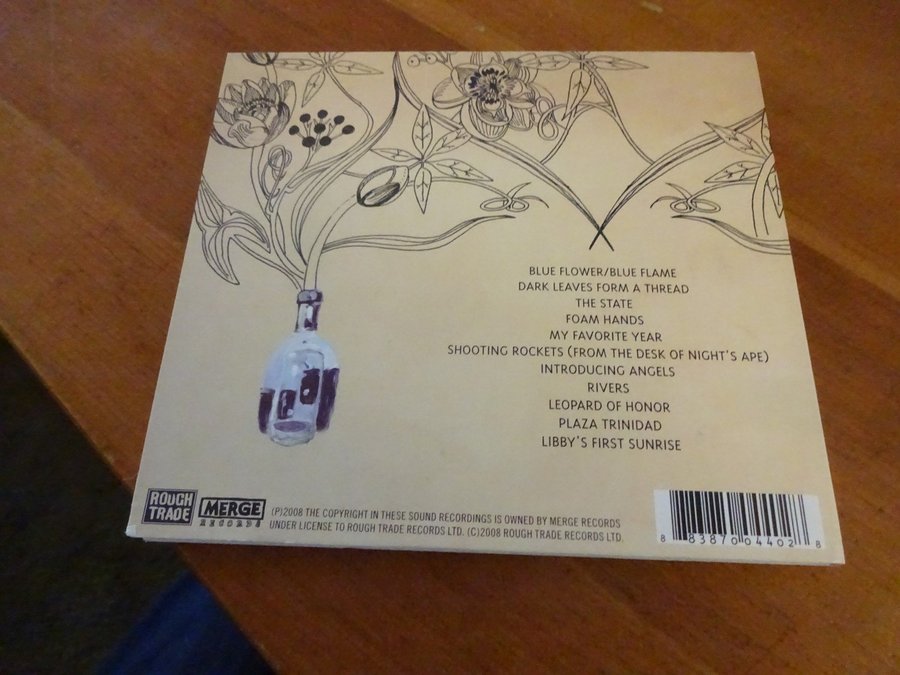 BLUE FLOWER/BLUE FLAME
DARK LEAVES FORM A THREAD
THE STATE
FOAM HANDS
MY FAVORITE YEAR
SHOOTING ROCKETS (FROM THE DESK OF NIGHT'S APE)
INTRODUCING ANGELS
RIVERS
LEOPARD OF HONOR
PLAZA TRINIDAD
LIBBY'S FIRST SUNRISE
ROUGH
TRADE
MERGE
RECORDS
(P)2008 THE COPYRIGHT IN THESE SOUND RECORDINGS IS OWNED BY MERGE RECORDS
UNDER LICENSE TO ROUGH TRADE RECORDS LTD. (C)2008 ROUGH TRADE RECORDS LTD.
8 83870 04402 8